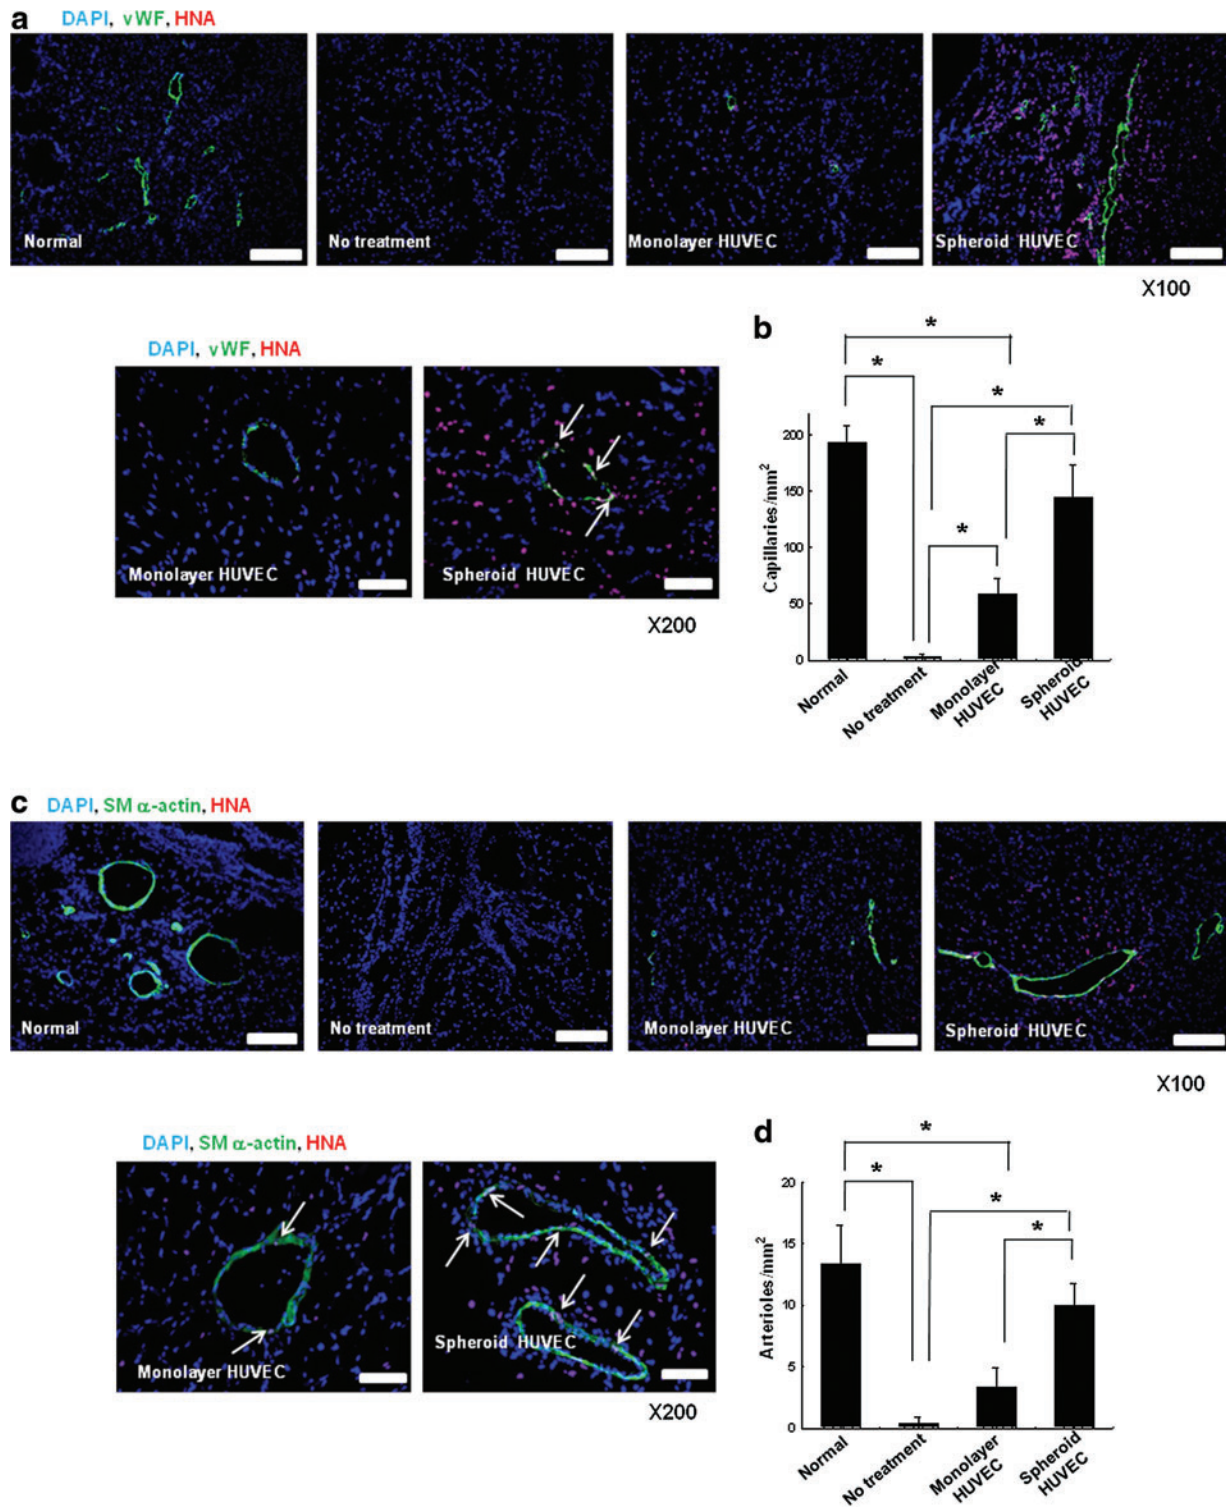 a
DAPI, vWF, HNA
Normal
No treatment
Monolayer HUVEC
Spheroid HUVEC
X100
DAPI, vWF, HNA
Monolayer HUVEC
Spheroid HUVEC
X200
b
*
*
*
*
*
Capillaries/mm²
200
150
100
50
0
Normal
No treatment
Monolayer
HUVEC
Spheroid
HUVEC
c
DAPI, SM α-actin, HNA
Normal
No treatment
Monolayer HUVEC
Spheroid HUVEC
X100
DAPI, SM α-actin, HNA
Monolayer HUVEC
Spheroid HUVEC
X200
d
*
*
*
*
Arterioles/mm²
20
15
10
5
0
Normal
No treatment
Monolayer
HUVEC
Spheroid
HUVEC